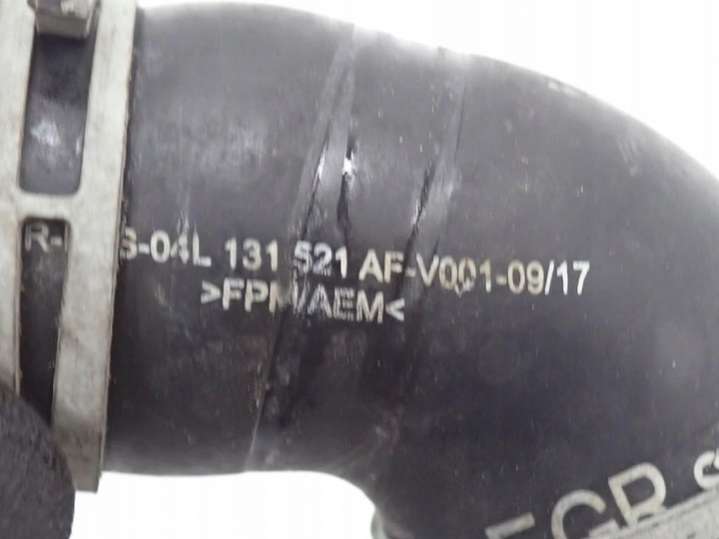 R- S-04L 131 521 AF-V001-09/17
>FPM/AEM<
EGR